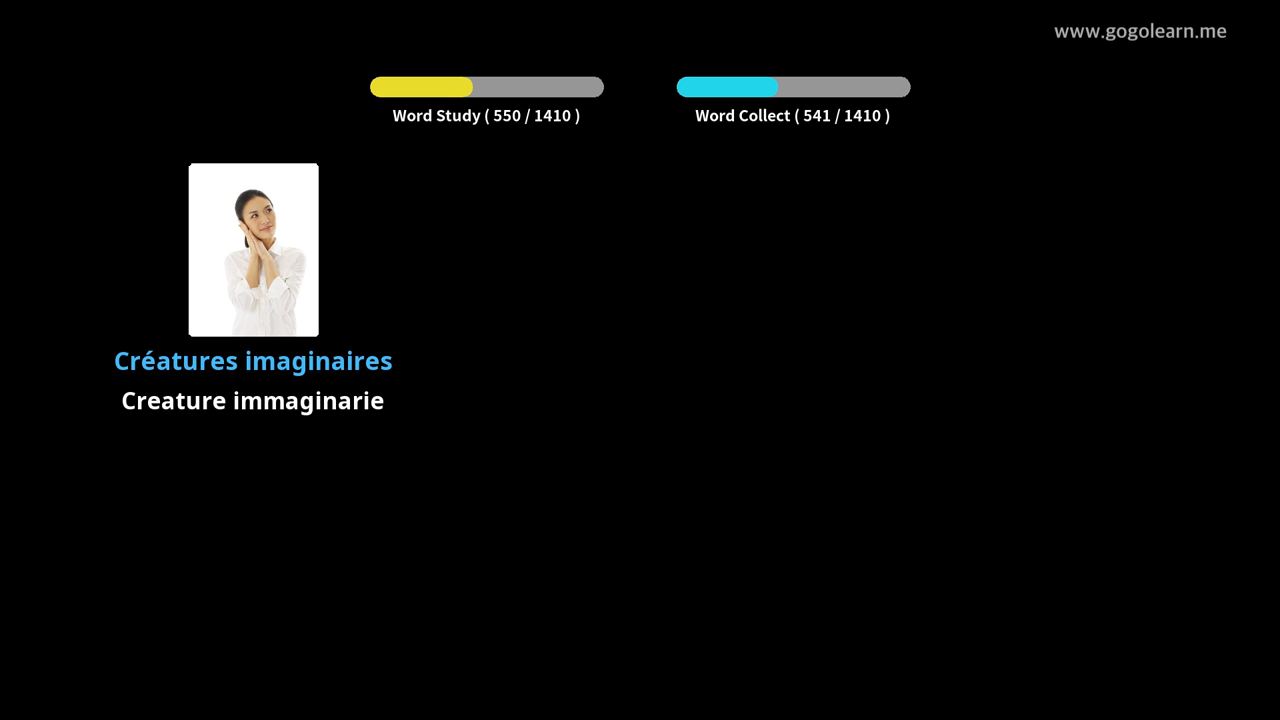 www.gogolearn.me
Word Study ( 550 / 1410 )
Word Collect ( 541 / 1410 )
Créatures imaginaires
Creature immaginarie